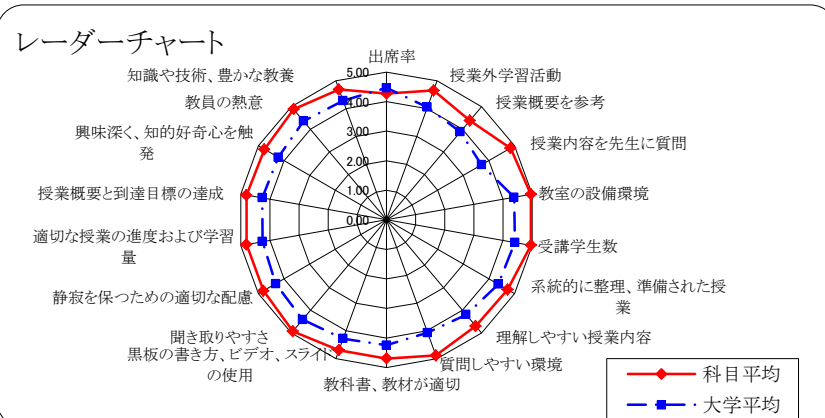 レーダーチャート
出席率
授業外学習活動
授業概要を参考
授業内容を先生に質問
教室の設備環境
受講学生数
系統的に整理、準備された授
業
理解しやすい授業内容
質問しやすい環境
教科書、教材が適切
黒板の書き方、ビデオ、スライド
の使用
聞き取りやすさ
静寂を保つための適切な配慮
適切な授業の進度および学習
量
授業概要と到達目標の達成
興味深く、知的好奇心を触
発
教員の熱意
知識や技術、豊かな教養
5.00
4.00
3.00
2.00
1.00
0.00
科目平均
大学平均